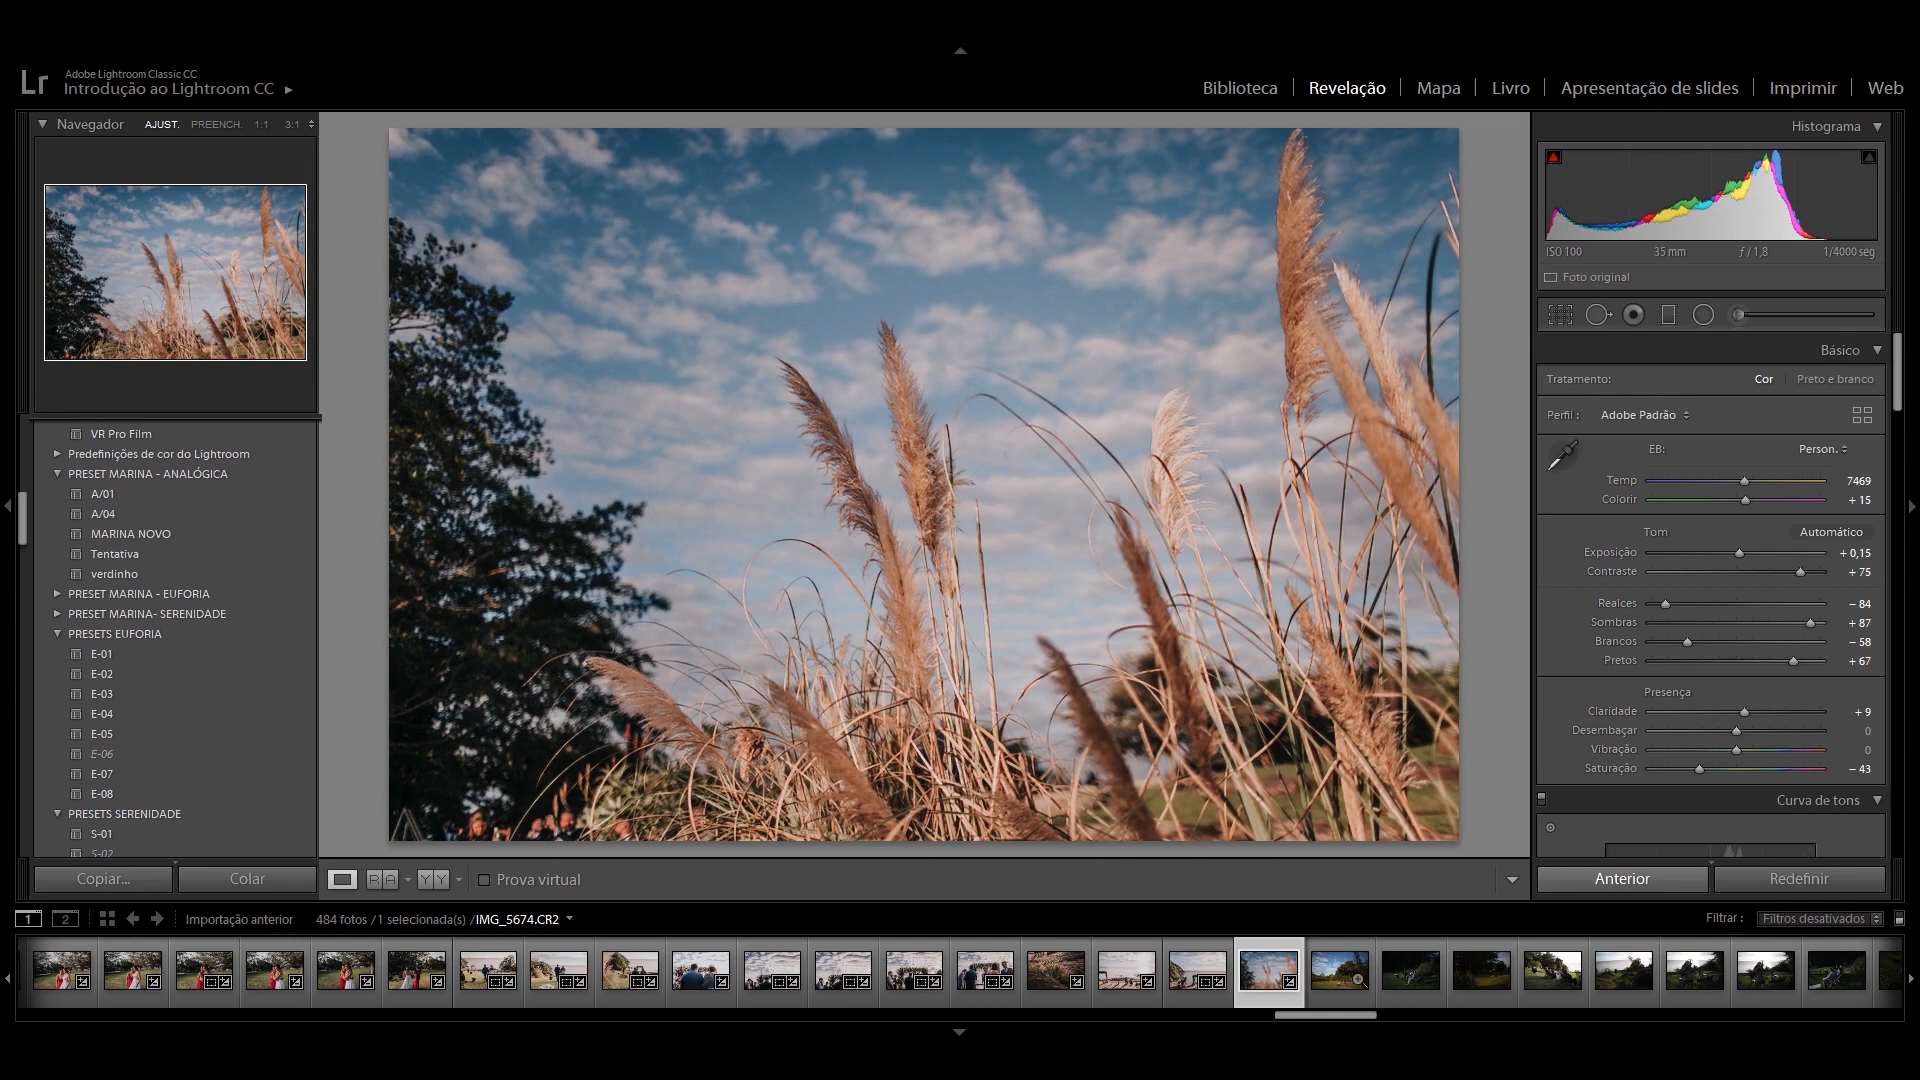 Lr
Adobe Lightroom Classic CC
Introdução ao Lightroom CC
Biblioteca
Revelação
Mapa
Livro
Apresentação de slides
Imprimir
Web
Navegador AJUST. PREENCH. 1:1 3:1
VR Pro Film
Predefinições de cor do Lightroom
PRESET MARINA - ANALÓGICA
A/01
A/04
MARINA NOVO
Tentativa
verdinho
PRESET MARINA - EUFORIA
PRESET MARINA- SERENIDADE
PRESETS EUFORIA
E-01
E-02
E-03
E-04
E-05
E-06
E-07
E-08
PRESETS SERENIDADE
S-01
S-02
Copiar...
Colar
R A
Y Y
Prova virtual
Histograma
ISO 100 35 mm ƒ / 1,8 1/4000 seg
Foto original
Básico
Tratamento: Cor Preto e branco
Perfil : Adobe Padrão
EB: Person.
Temp 7469
Colorir + 15
Tom Automático
Exposição + 0,15
Contraste + 75
Realces − 84
Sombras + 87
Brancos − 58
Pretos + 67
Presença
Claridade + 9
Desembaçar 0
Vibração 0
Saturação − 43
Curva de tons
Anterior
Redefinir
1 2 Importação anterior 484 fotos /1 selecionada(s) /IMG_5674.CR2
Filtrar : Filtros desativados